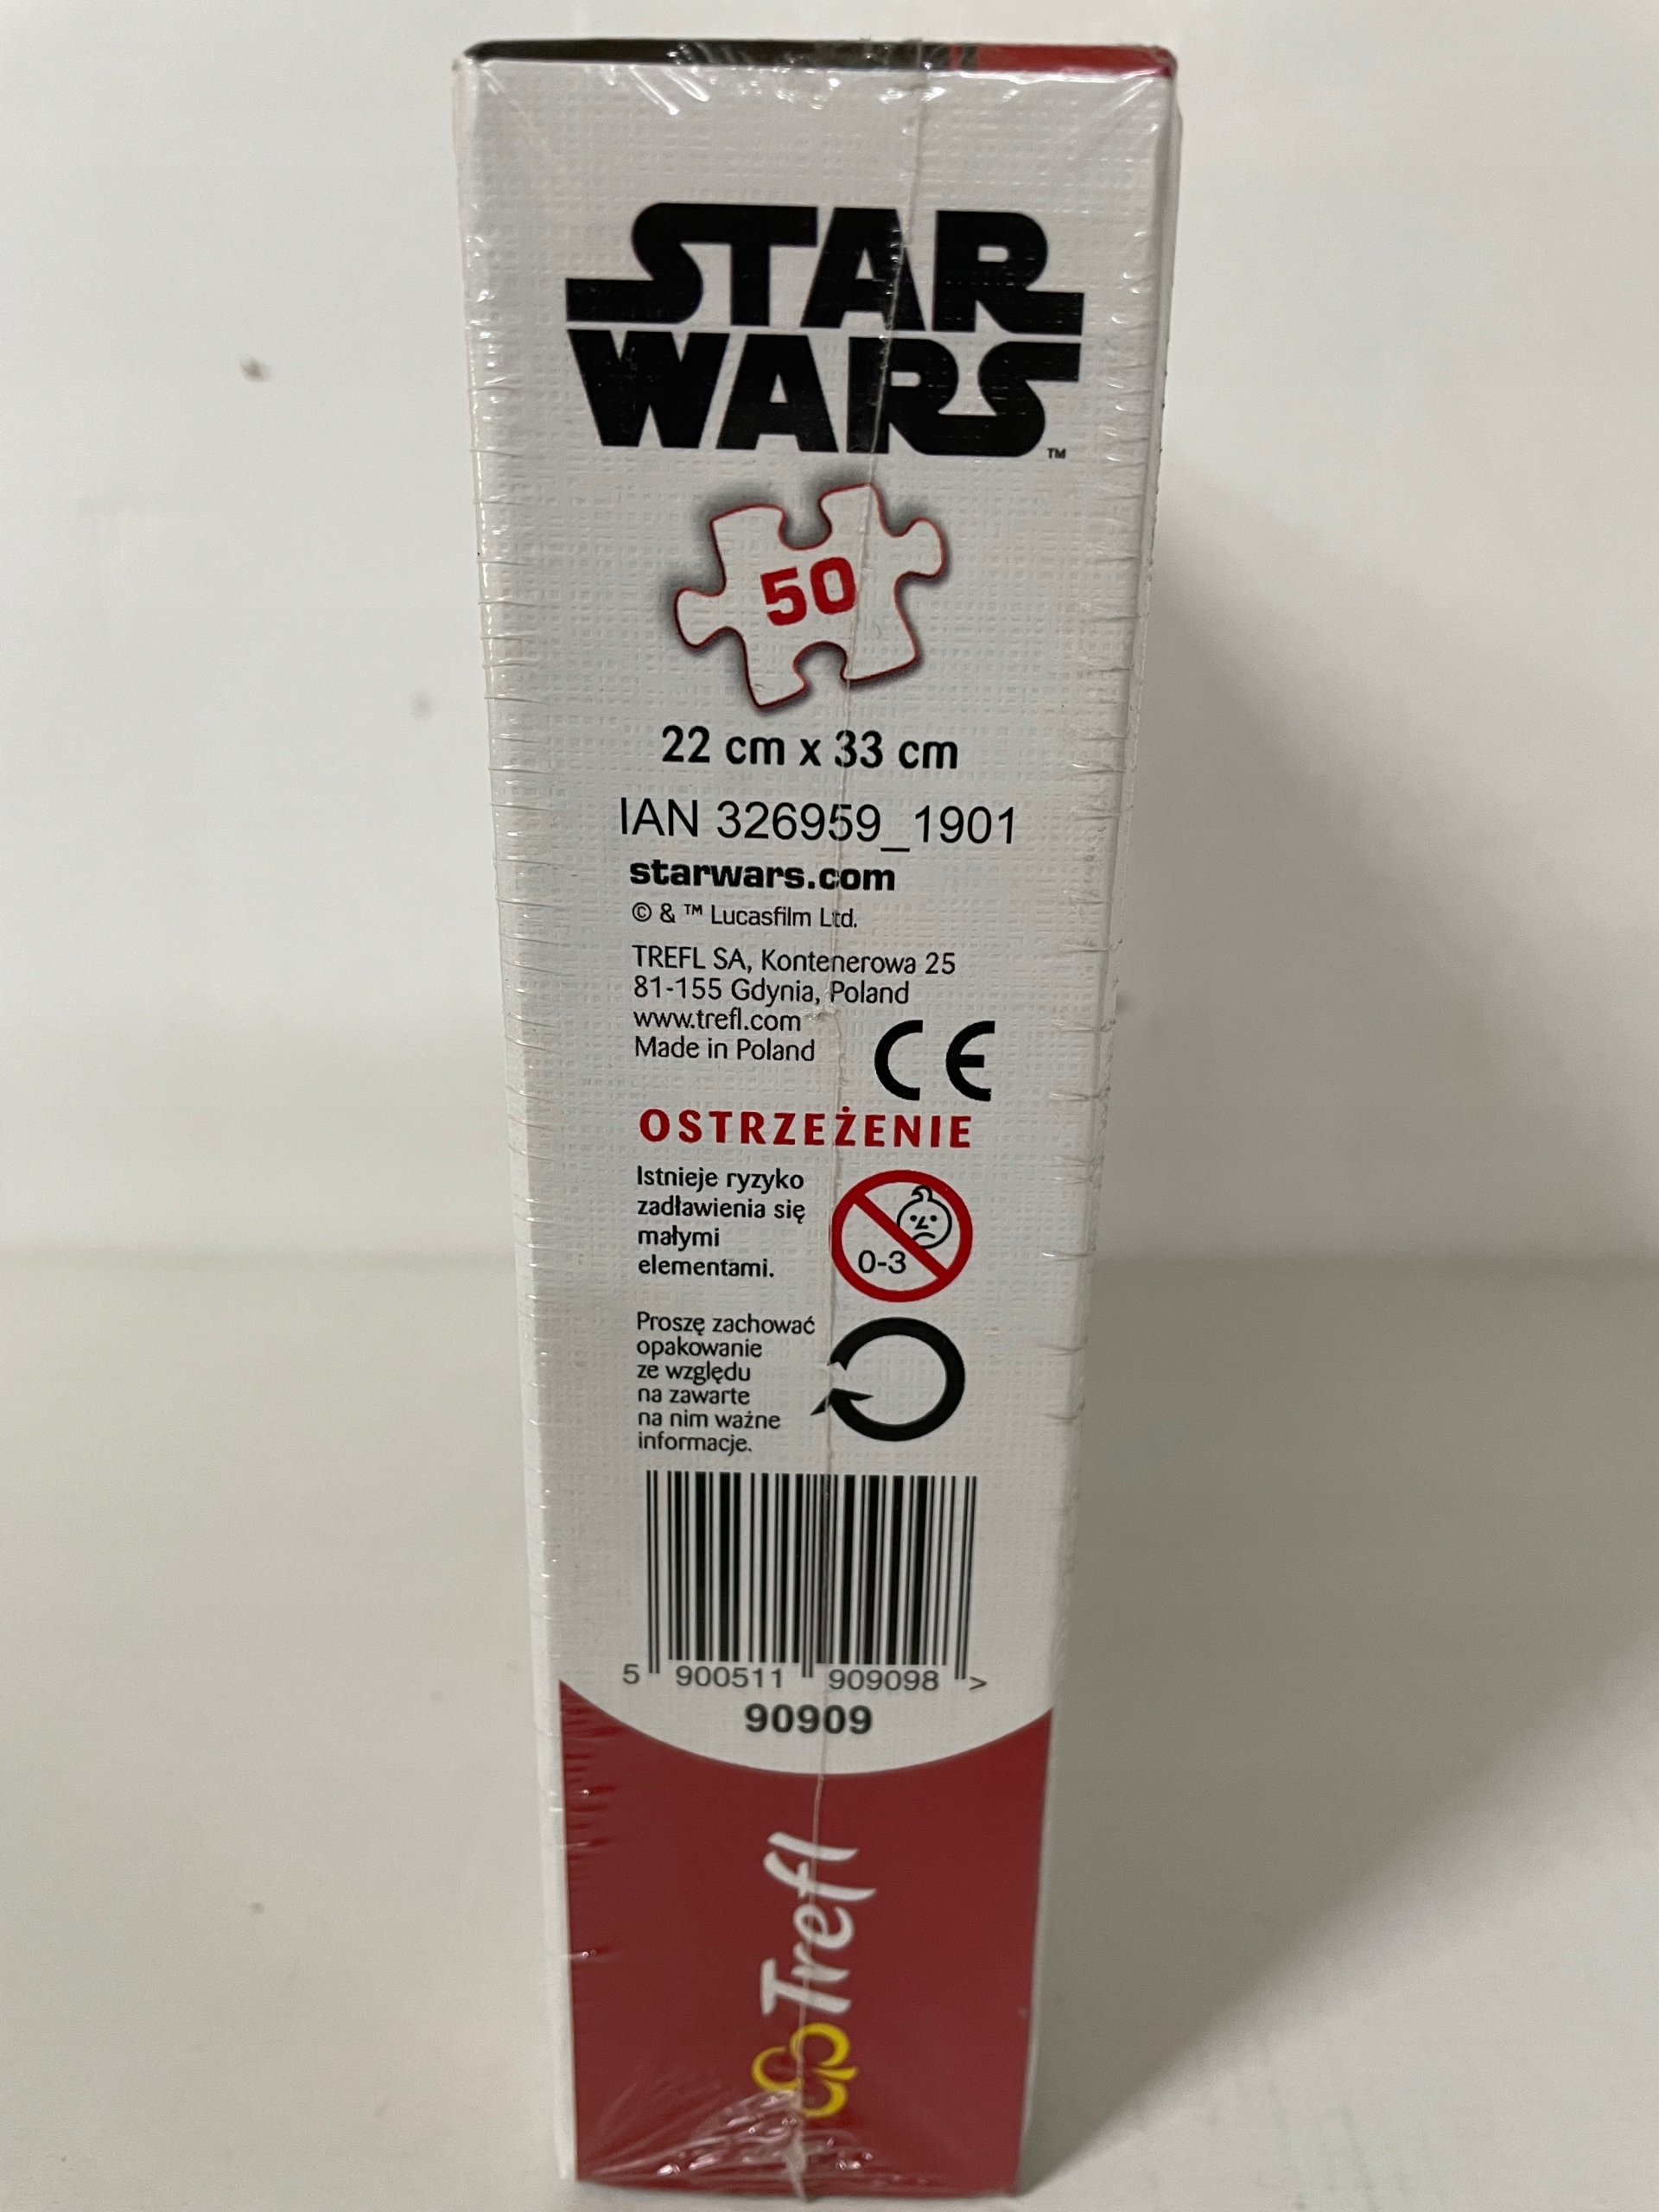 STAR
WARS™
50
22 cm x 33 cm
IAN 326959_1901
starwars.com
© & ™ Lucasfilm Ltd.
TREFL SA, Kontenerowa 25
81-155 Gdynia, Poland
www.trefl.com
Made in Poland
CE
OSTRZEŻENIE
Istnieje ryzyko
zadławienia się
małymi
elementami.
0-3
Proszę zachować
opakowanie
ze względu
na zawarte
na nim ważne
informacje.
5 900511 909098 >
90909
Trefl